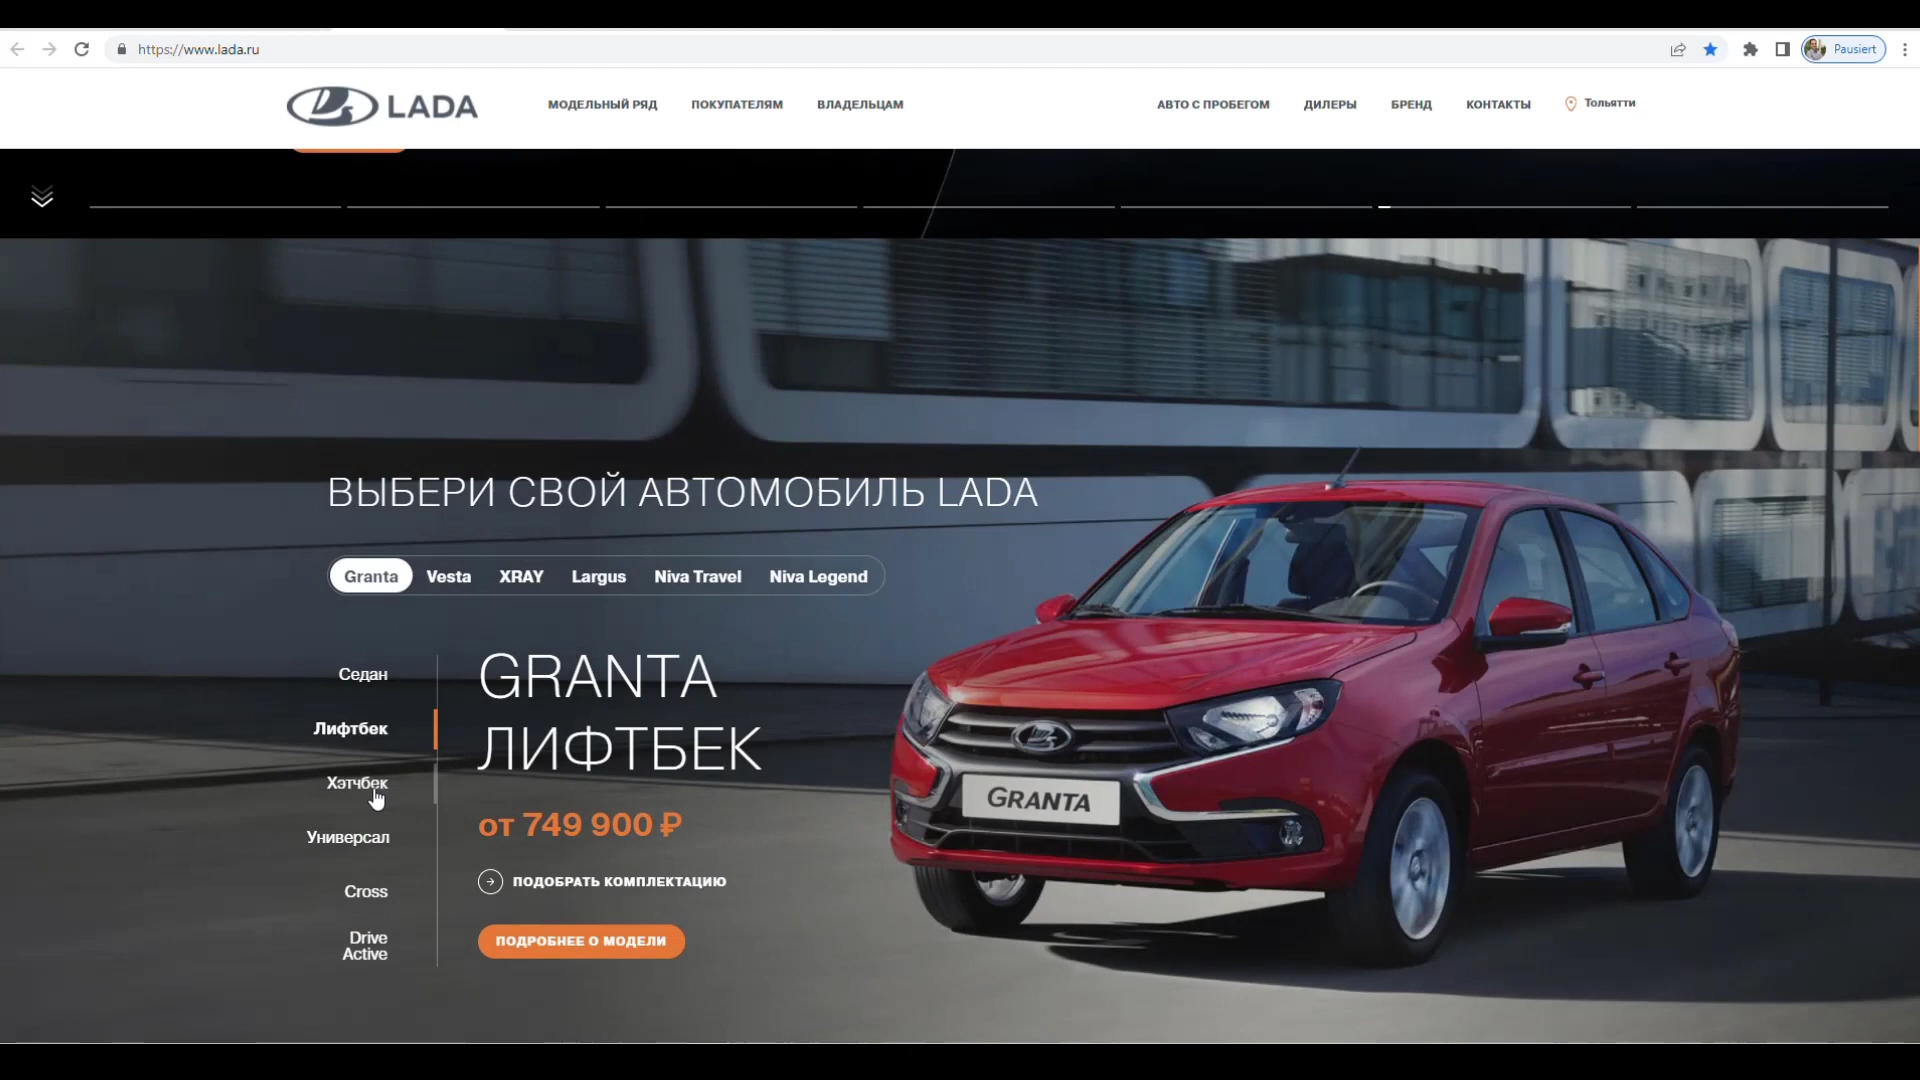 https://www.lada.ru
Pausiert
LADA
МОДЕЛЬНЫЙ РЯД
ПОКУПАТЕЛЯМ
ВЛАДЕЛЬЦАМ
АВТО С ПРОБЕГОМ
ДИЛЕРЫ
БРЕНД
КОНТАКТЫ
Тольятти
ВЫБЕРИ СВОЙ АВТОМОБИЛЬ LADA
Granta
Vesta
XRAY
Largus
Niva Travel
Niva Legend
Седан
Лифтбек
Хэтчбек
Универсал
Cross
Drive
Active
GRANTA
ЛИФТБЕК
от 749 900 ₽
ПОДОБРАТЬ КОМПЛЕКТАЦИЮ
ПОДРОБНЕЕ О МОДЕЛИ
GRANTA